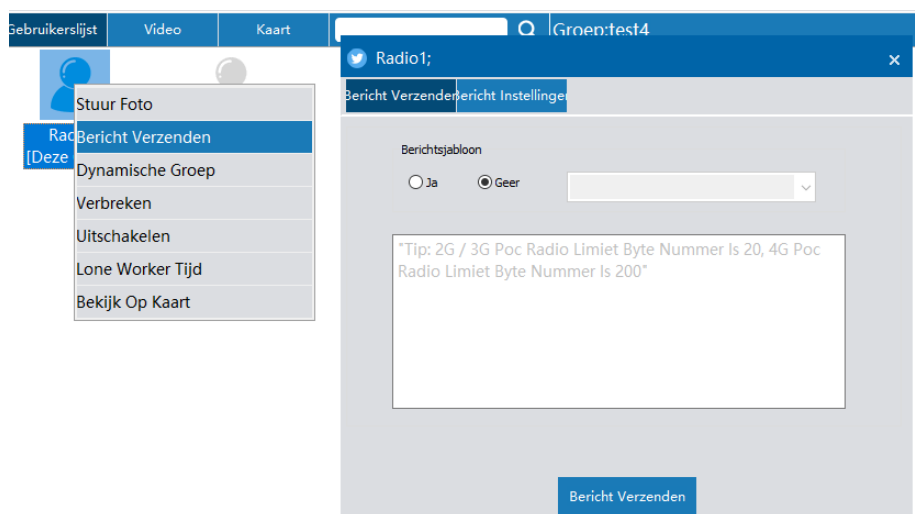 Gebruikerslijst
Video
Kaart
Groep:test4
Stuur Foto
Bericht Verzenden
Dynamische Groep
Verbreken
Uitschakelen
Lone Worker Tijd
Bekijk Op Kaart
[Deze
Radio1;
Bericht Verzenden
Bericht Instellingen
Berichtsjabloon
Ja
Geer
"Tip: 2G / 3G Poc Radio Limiet Byte Nummer Is 20, 4G Poc
Radio Limiet Byte Nummer Is 200"
Bericht Verzenden